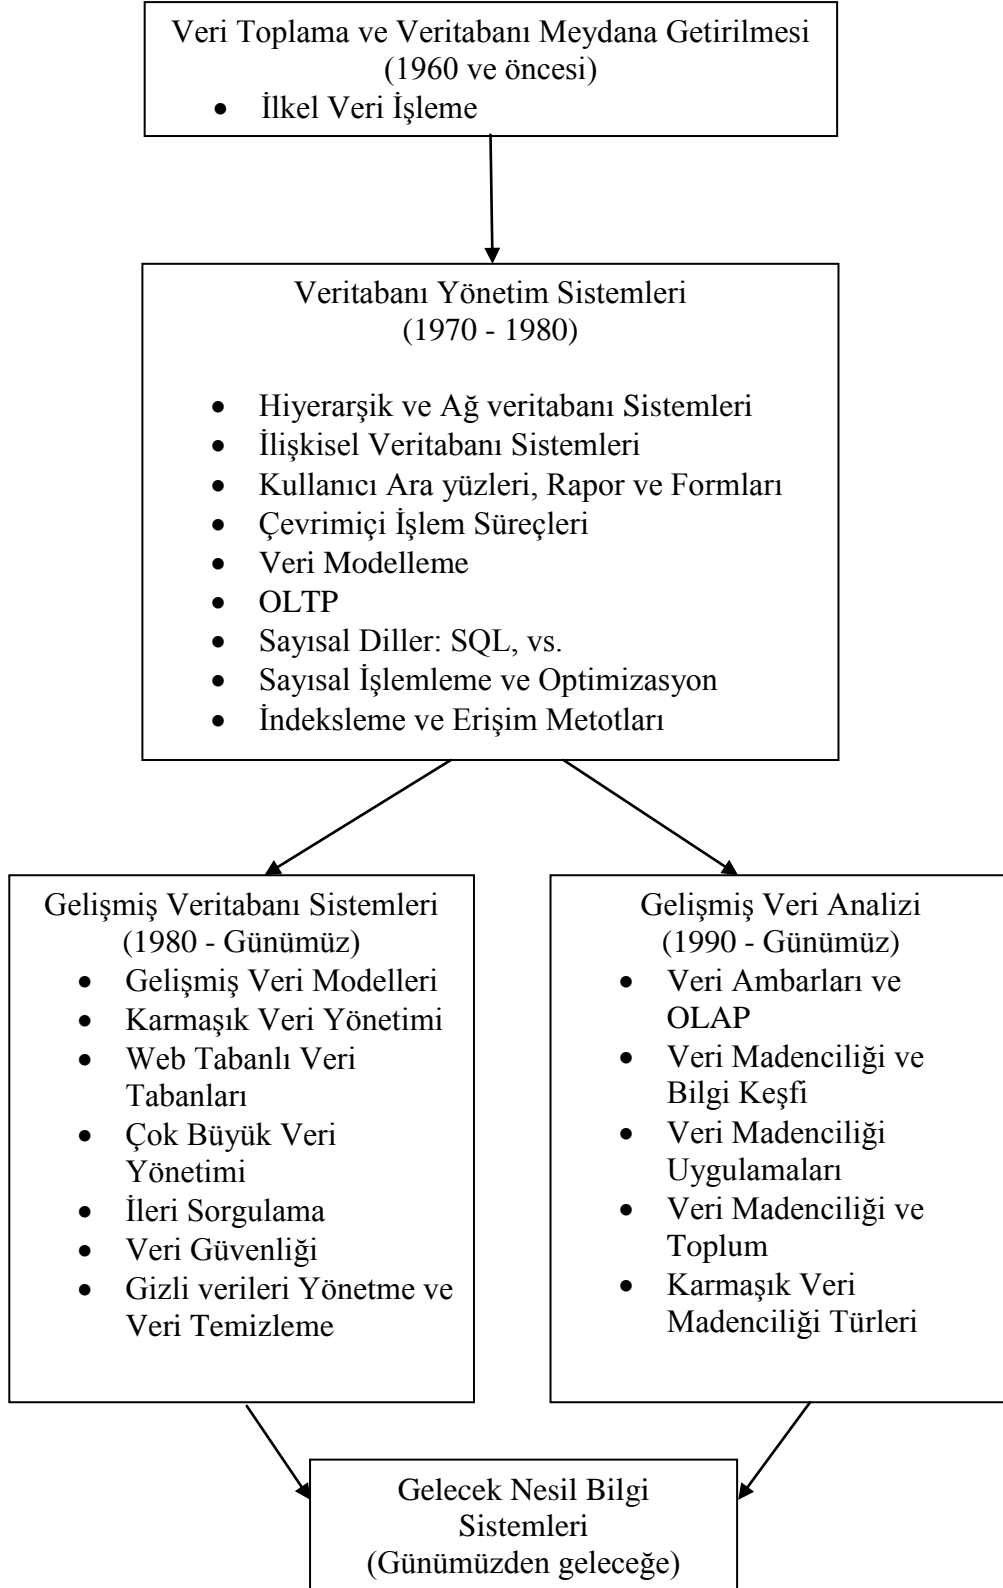 Veri Toplama ve Veritabanı Meydana Getirilmesi
(1960 ve öncesi)
• İlkel Veri İşleme
Veritabanı Yönetim Sistemleri
(1970 - 1980)
• Hiyerarşik ve Ağ veritabanı Sistemleri
• İlişkisel Veritabanı Sistemleri
• Kullanıcı Ara yüzleri, Rapor ve Formları
• Çevrimiçi İşlem Süreçleri
• Veri Modelleme
• OLTP
• Sayısal Diller: SQL, vs.
• Sayısal İşlemleme ve Optimizasyon
• İndeksleme ve Erişim Metotları
Gelişmiş Veritabanı Sistemleri
(1980 - Günümüz)
• Gelişmiş Veri Modelleri
• Karmaşık Veri Yönetimi
• Web Tabanlı Veri
Tabanları
• Çok Büyük Veri
Yönetimi
• İleri Sorgulama
• Veri Güvenliği
• Gizli verileri Yönetme ve
Veri Temizleme
Gelişmiş Veri Analizi
(1990 - Günümüz)
• Veri Ambarları ve
OLAP
• Veri Madenciliği ve
Bilgi Keşfi
• Veri Madenciliği
Uygulamaları
• Veri Madenciliği ve
Toplum
• Karmaşık Veri
Madenciliği Türleri
Gelecek Nesil Bilgi
Sistemleri
(Günümüzden geleceğe)